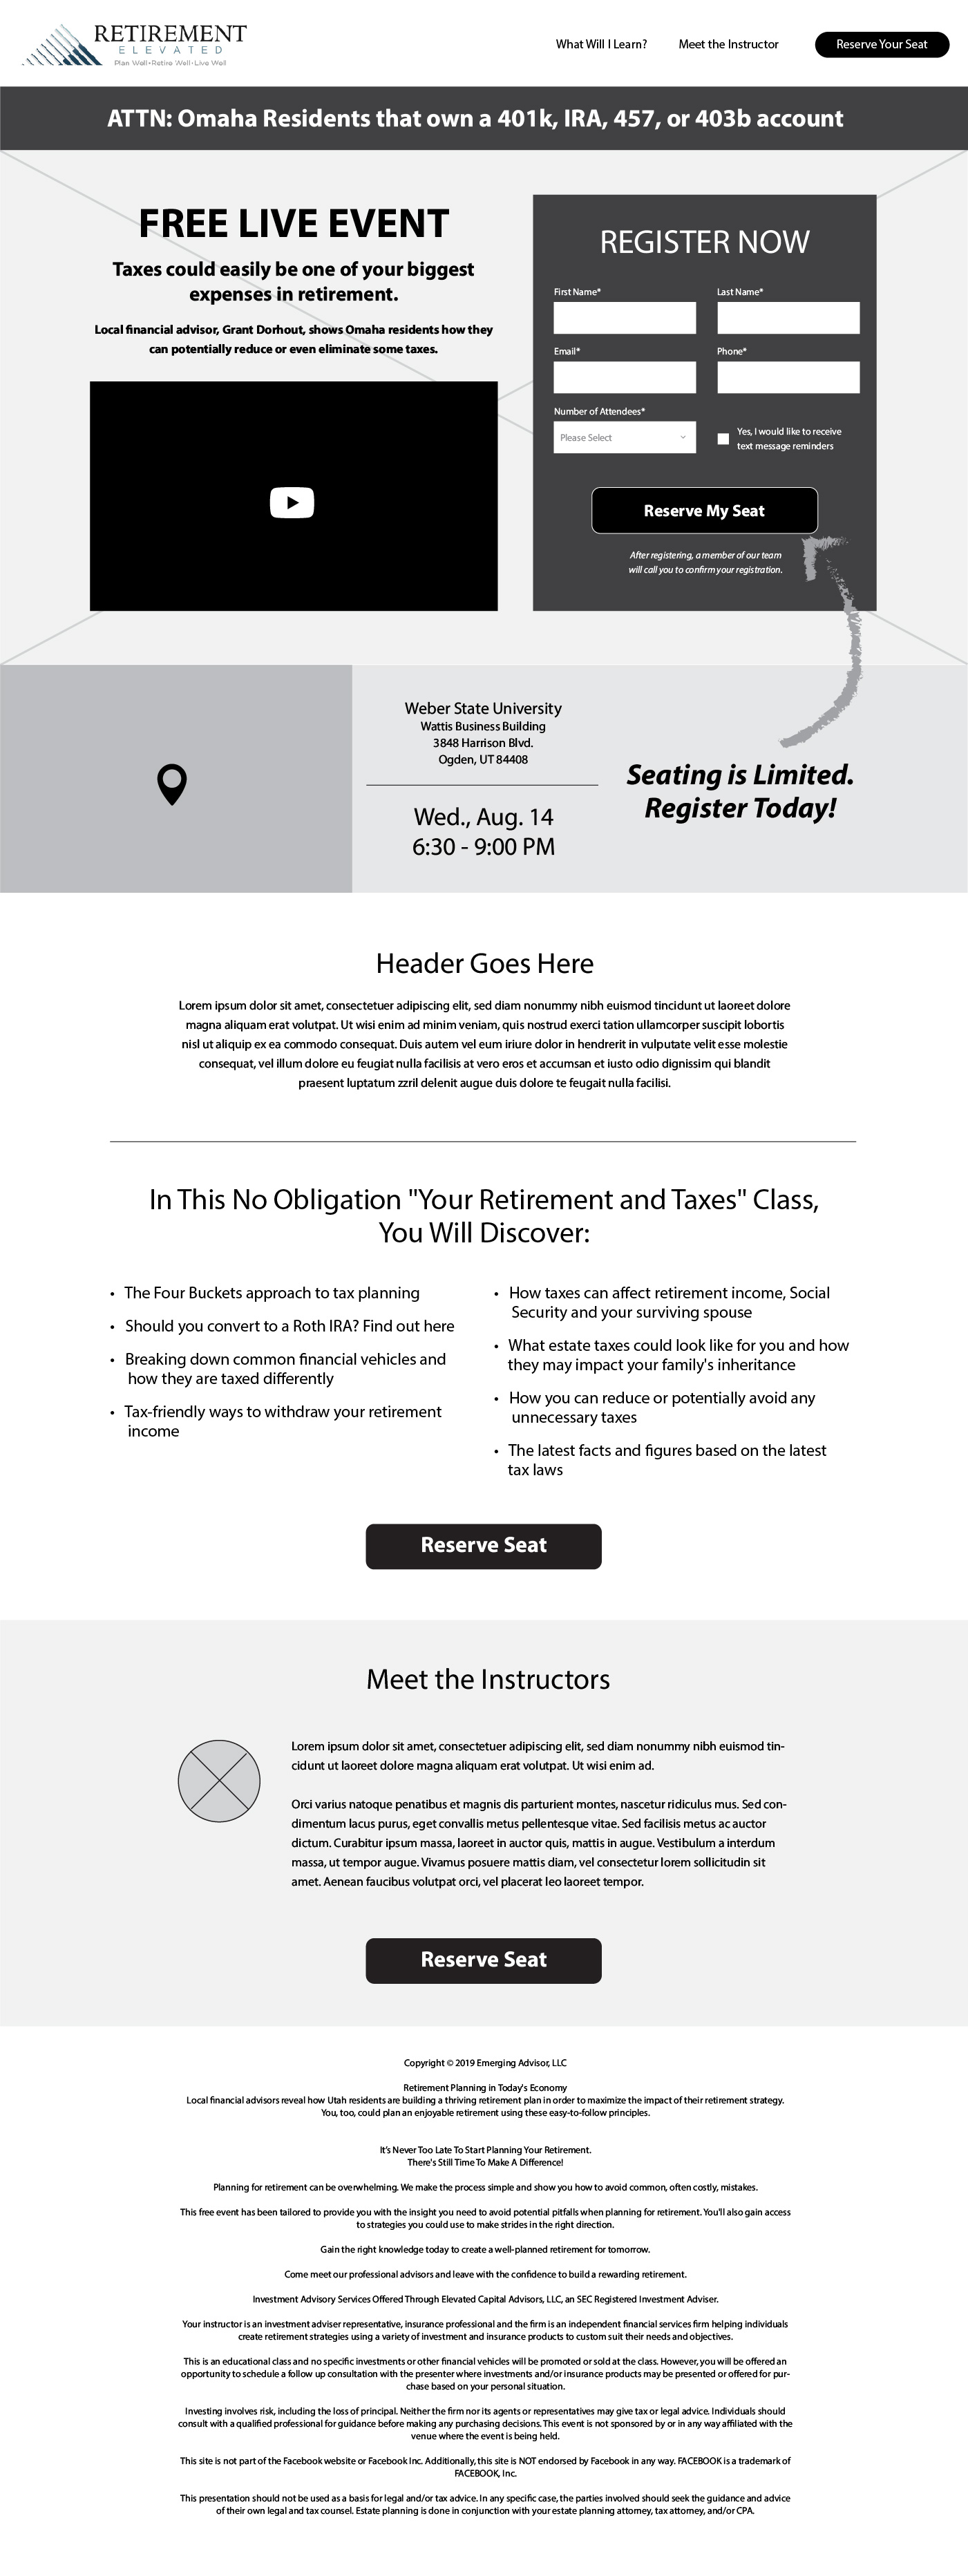 RETIREMENT
ELEVATED
Plan Well•Retire Well•Live Well
What Will I Learn?
Meet the Instructor
Reserve Your Seat
ATTN: Omaha Residents that own a 401k, IRA, 457, or 403b account
FREE LIVE EVENT
Taxes could easily be one of your biggest
expenses in retirement.
Local financial advisor, Grant Dorhout, shows Omaha residents how they
can potentially reduce or even eliminate some taxes.
REGISTER NOW
First Name*
Last Name*
Email*
Phone*
Number of Attendees*
Please Select
Yes, I would like to receive
text message reminders
Reserve My Seat
After registering, a member of our team
will call you to confirm your registration.
Weber State University
Wattis Business Building
3848 Harrison Blvd.
Ogden, UT 84408
Wed., Aug. 14
6:30 - 9:00 PM
Seating is Limited.
Register Today!
Header Goes Here
Lorem ipsum dolor sit amet, consectetuer adipiscing elit, sed diam nonummy nibh euismod tincidunt ut laoreet dolore
magna aliquam erat volutpat. Ut wisi enim ad minim veniam, quis nostrud exerci tation ullamcorper suscipit lobortis
nisl ut aliquip ex ea commodo consequat. Duis autem vel eum iriure dolor in hendrerit in vulputate velit esse molestie
consequat, vel illum dolore eu feugiat nulla facilisis at vero eros et accumsan et iusto odio dignissim qui blandit
praesent luptatum zzril delenit augue duis dolore te feugait nulla facilisi.
In This No Obligation "Your Retirement and Taxes" Class,
You Will Discover:
• The Four Buckets approach to tax planning
• Should you convert to a Roth IRA? Find out here
• Breaking down common financial vehicles and
how they are taxed differently
• Tax-friendly ways to withdraw your retirement
income
• How taxes can affect retirement income, Social
Security and your surviving spouse
• What estate taxes could look like for you and how
they may impact your family's inheritance
• How you can reduce or potentially avoid any
unnecessary taxes
• The latest facts and figures based on the latest
tax laws
Reserve Seat
Meet the Instructors
Lorem ipsum dolor sit amet, consectetuer adipiscing elit, sed diam nonummy nibh euismod tin-
cidunt ut laoreet dolore magna aliquam erat volutpat. Ut wisi enim ad.
Orci varius natoque penatibus et magnis dis parturient montes, nascetur ridiculus mus. Sed con-
dimentum lacus purus, eget convallis metus pellentesque vitae. Sed facilisis metus ac auctor
dictum. Curabitur ipsum massa, laoreet in auctor quis, mattis in augue. Vestibulum a interdum
massa, ut tempor augue. Vivamus posuere mattis diam, vel consectetur lorem sollicitudin sit
amet. Aenean faucibus volutpat orci, vel placerat leo laoreet tempor.
Reserve Seat
Copyright © 2019 Emerging Advisor, LLC
Retirement Planning in Today's Economy
Local financial advisors reveal how Utah residents are building a thriving retirement plan in order to maximize the impact of their retirement strategy.
You, too, could plan an enjoyable retirement using these easy-to-follow principles.
It's Never Too Late To Start Planning Your Retirement.
There's Still Time To Make A Difference!
Planning for retirement can be overwhelming. We make the process simple and show you how to avoid common, often costly, mistakes.
This free event has been tailored to provide you with the insight you need to avoid potential pitfalls when planning for retirement. You'll also gain access
to strategies you could use to make strides in the right direction.
Gain the right knowledge today to create a well-planned retirement for tomorrow.
Come meet our professional advisors and leave with the confidence to build a rewarding retirement.
Investment Advisory Services Offered Through Elevated Capital Advisors, LLC, an SEC Registered Investment Adviser.
Your instructor is an investment adviser representative, insurance professional and the firm is an independent financial services firm helping individuals
create retirement strategies using a variety of investment and insurance products to custom suit their needs and objectives.
This is an educational class and no specific investments or other financial vehicles will be promoted or sold at the class. However, you will be offered an
opportunity to schedule a follow up consultation with the presenter where investments and/or insurance products may be presented or offered for pur-
chase based on your personal situation.
Investing involves risk, including the loss of principal. Neither the firm nor its agents or representatives may give tax or legal advice. Individuals should
consult with a qualified professional for guidance before making any purchasing decisions. This event is not sponsored by or in any way affiliated with the
venue where the event is being held.
This site is not part of the Facebook website or Facebook Inc. Additionally, this site is NOT endorsed by Facebook in any way. FACEBOOK is a trademark of
FACEBOOK, Inc.
This presentation should not be used as a basis for legal and/or tax advice. In any specific case, the parties involved should seek the guidance and advice
of their own legal and tax counsel. Estate planning is done in conjunction with your estate planning attorney, tax attorney, and/or CPA.